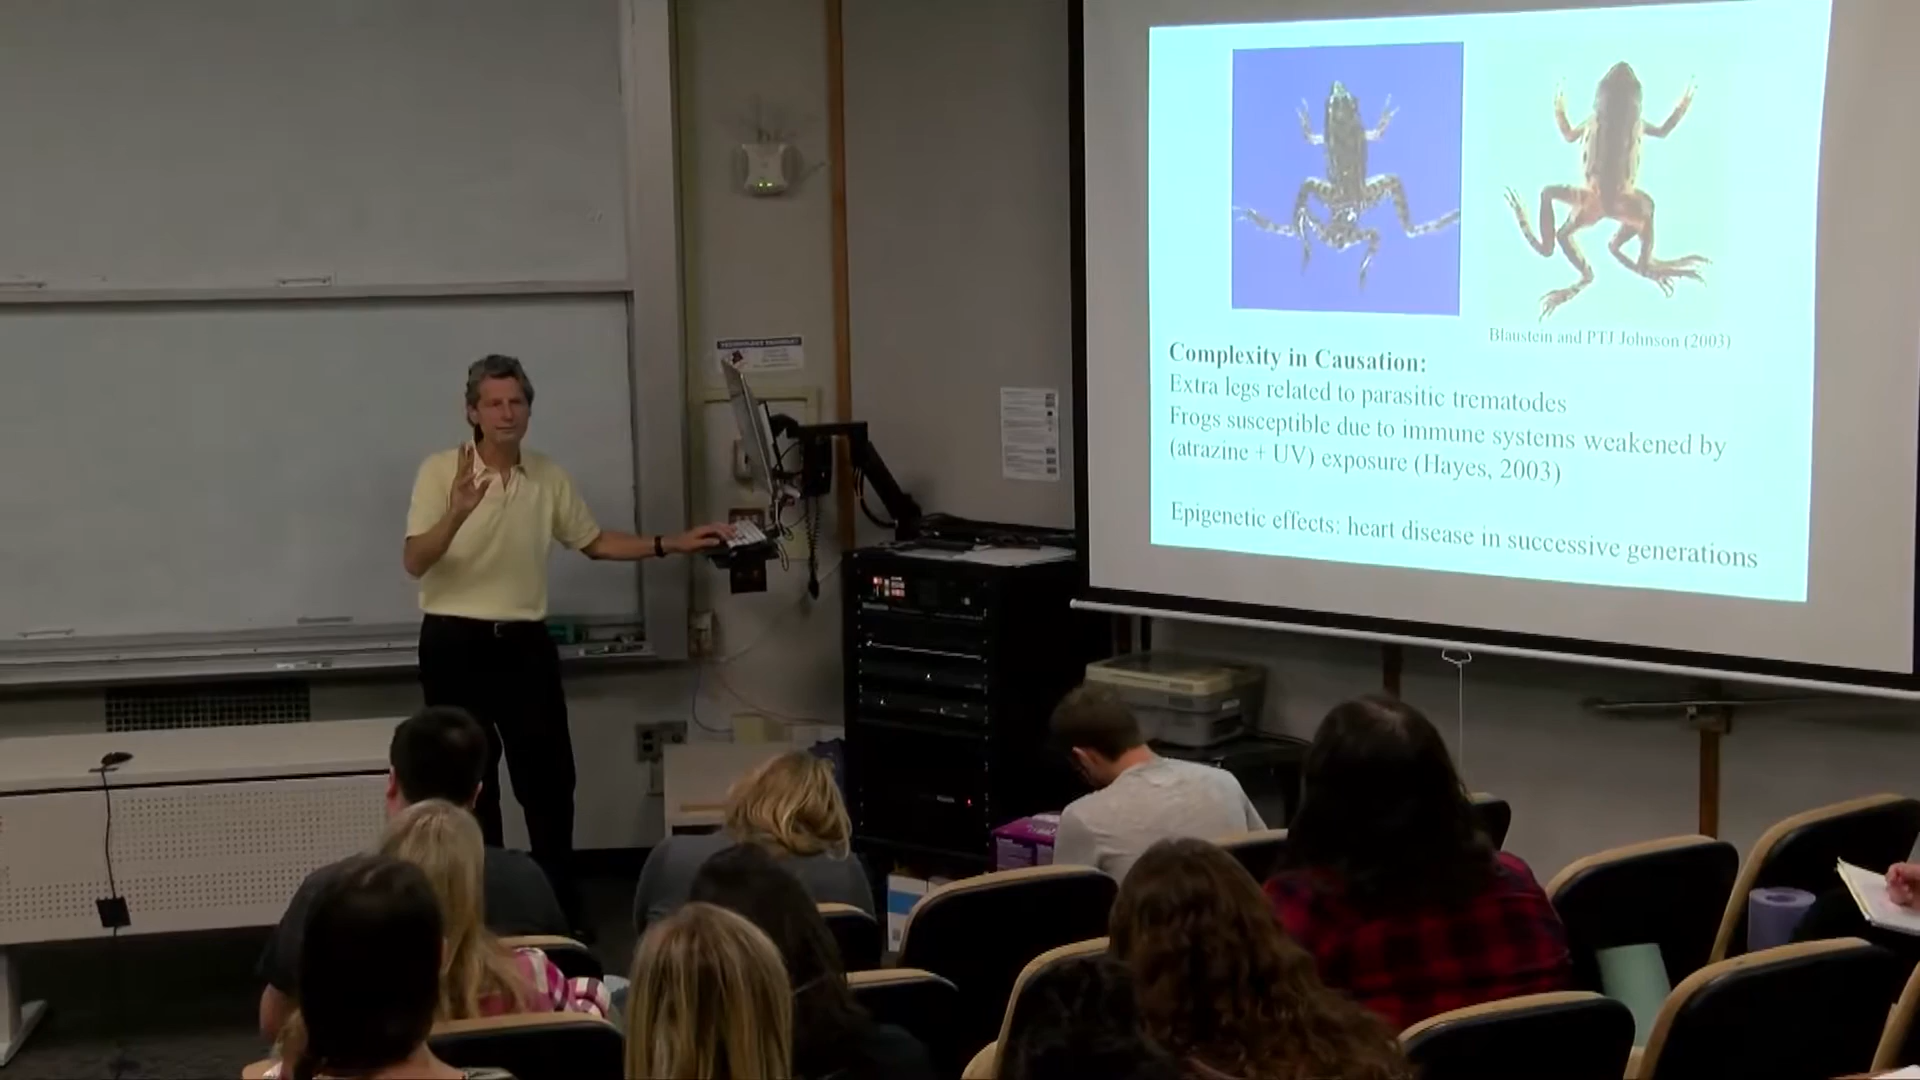 Blaustein and PTJ Johnson (2003)
Complexity in Causation:
Extra legs related to parasitic trematodes
Frogs susceptible due to immune systems weakened by
(atrazine + UV) exposure (Hayes, 2003)
Epigenetic effects: heart disease in successive generations